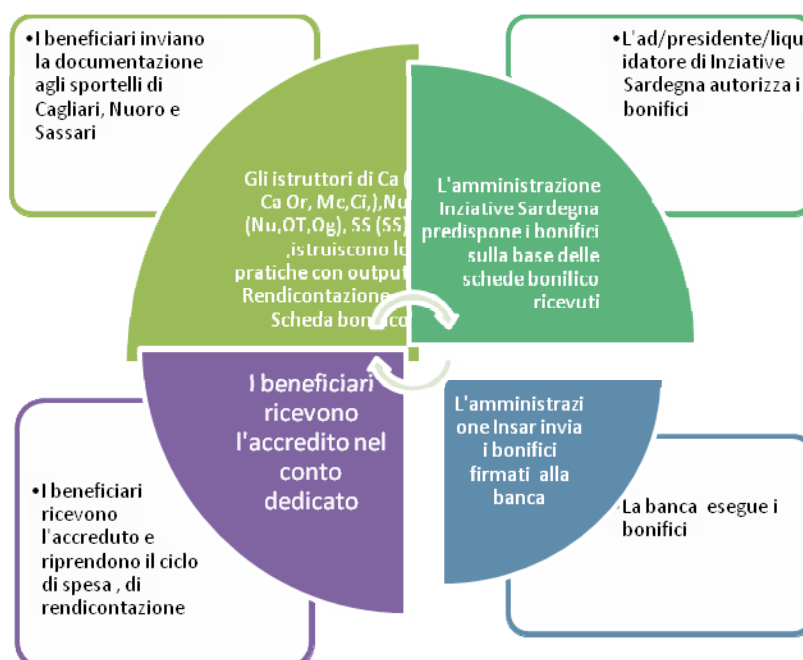 •I beneficiari inviano
la documentazione
agli sportelli di
Cagliari, Nuoro e
Sassari
•L'ad/presidente/liqu
idatore di Inziative
Sardegna autorizza i
bonifici
Gli istruttori di Ca (
Ca Or, Mc,Ci,),Nu
(Nu,OT,Og), SS (SS)
,istruiscono le
pratiche con output
Rendicontazione
Scheda bonifico
L'amministrazione
Inziative Sardegna
predispone i bonifici
sulla base delle
schede bonifico
ricevuti
I beneficiari
ricevono
l'accredito nel
conto
dedicato
L'amministrazi
one Insar invia
i bonifici
firmati alla
banca
•I beneficiari
ricevono
l'accreduto e
riprendono il ciclo
di spesa , di
rendicontazione
•La banca esegue i
bonifici